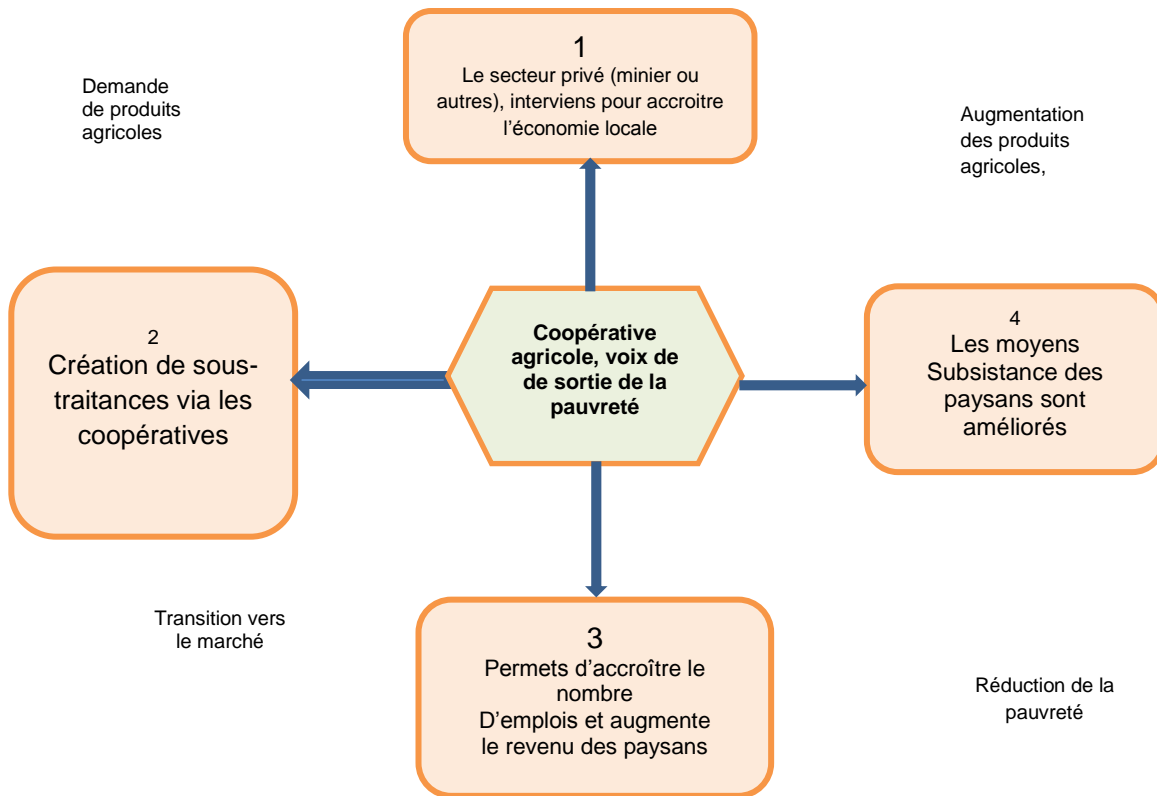 1
Le secteur privé (minier ou
autres), interviens pour accroitre
l'économie locale
Demande
de produits
agricoles
Augmentation
des produits
agricoles,
2
Création de sous-
traitances via les
coopératives
Coopérative
agricole, voix de
de sortie de la
pauvreté
4
Les moyens
Subsistance des
paysans sont
améliorés
Transition vers
le marché
3
Permets d'accroître le
nombre
D'emplois et augmente
le revenu des paysans
Réduction de la
pauvreté